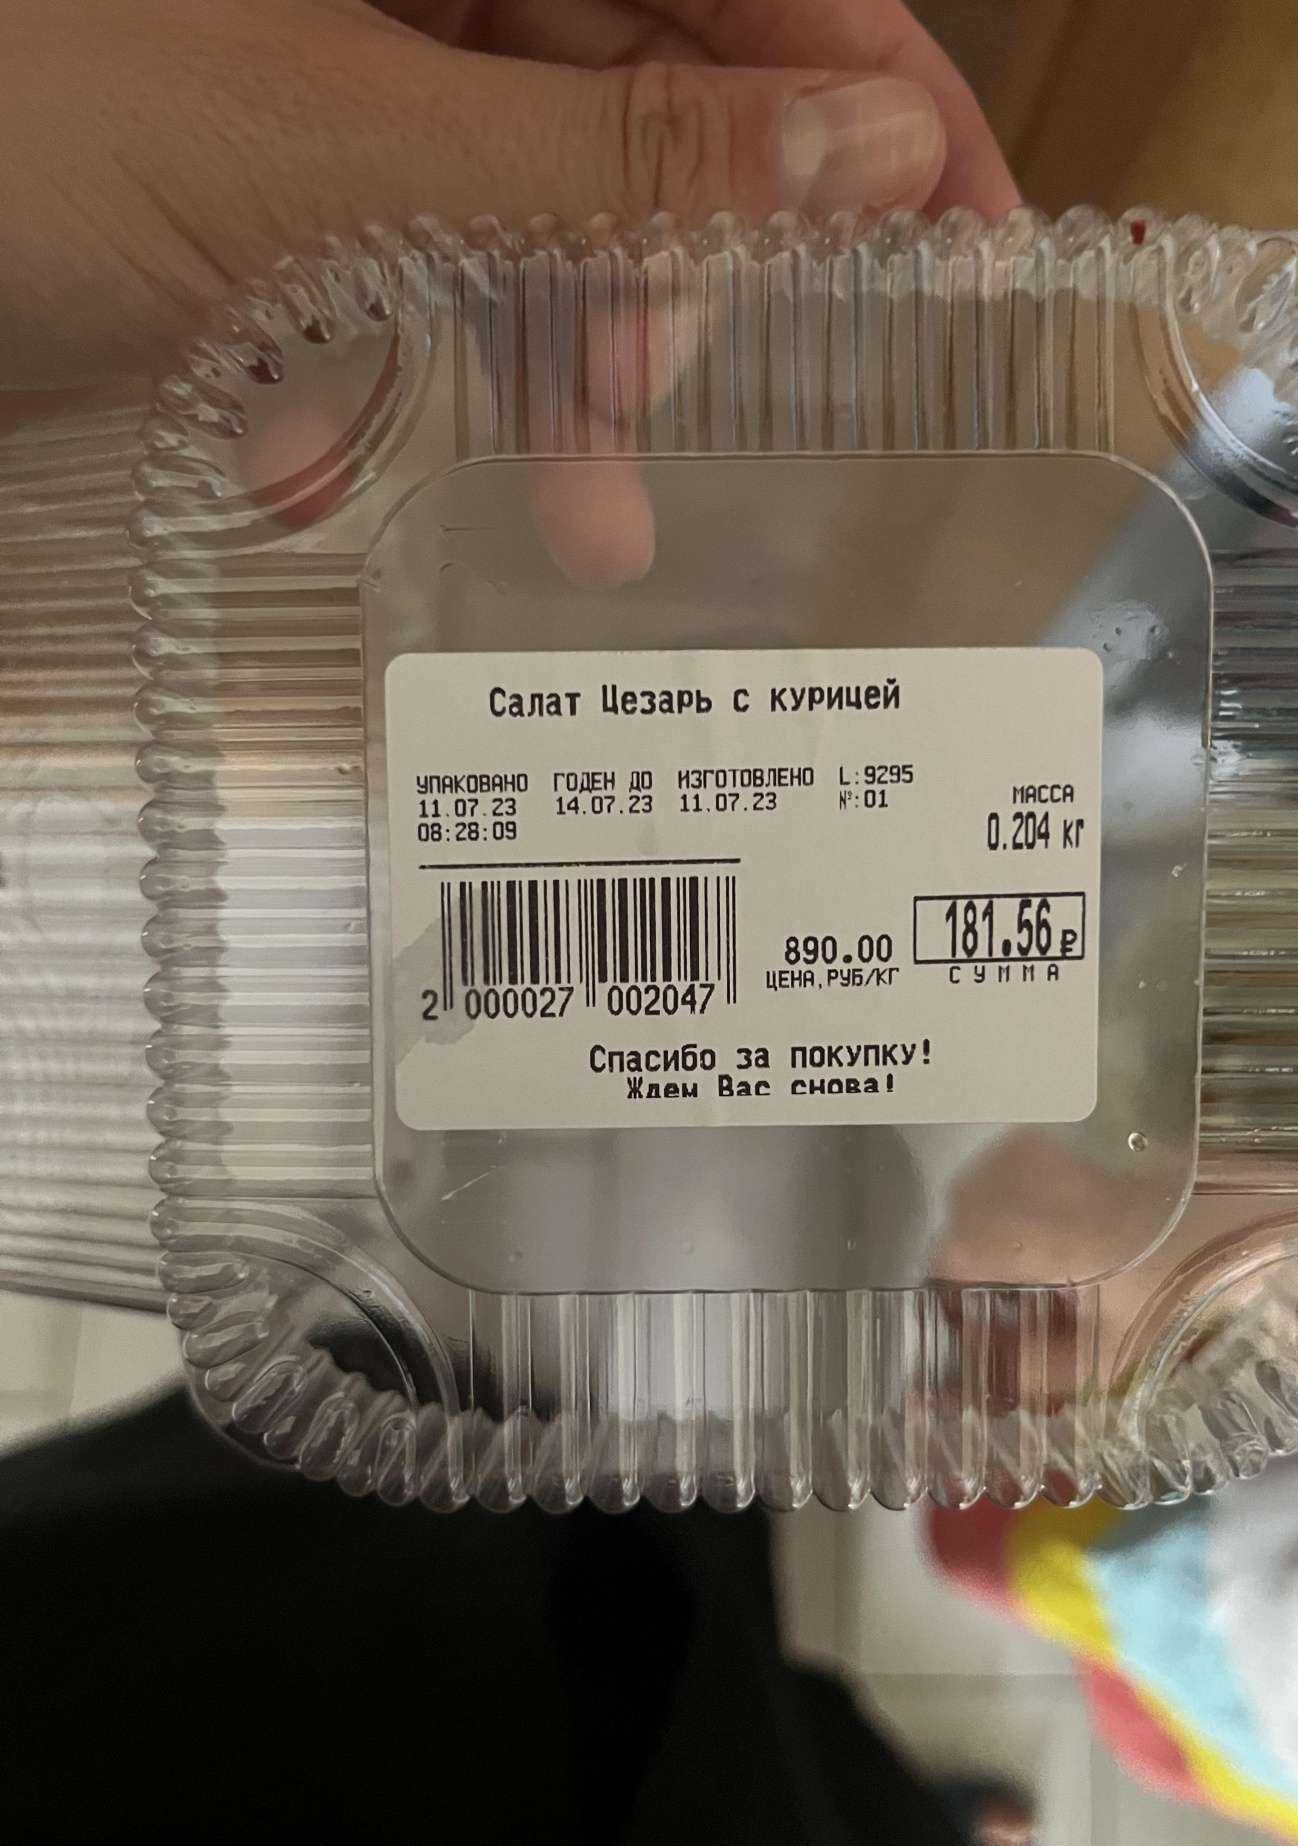 Салат Цезарь с курицей
УПАКОВАНО ГОДЕН ДО ИЗГОТОВЛЕНО L:9295
11.07.23 14.07.23 11.07.23 №:01
08:28:09
МАССА
0.204 кг
890.00 181.56 ₽
ЦЕНА,РУБ/КГ СУММА
2 000027 002047
Спасибо за покупку!
Ждем Вас снова!